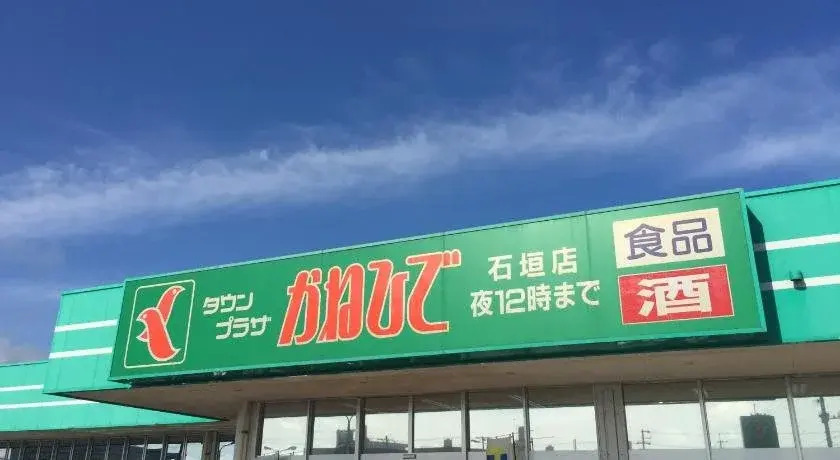 タウン
プラザ
かねひで
石垣店
夜12時まで
食品
酒